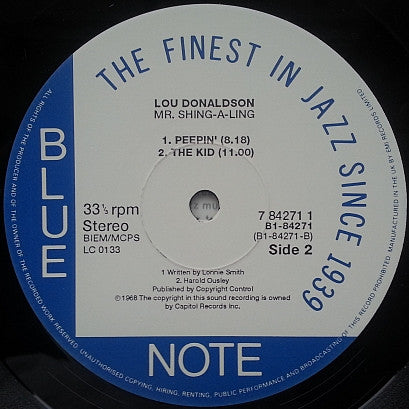 THE FINEST IN JAZZ SINCE 1939
BLUE
NOTE
LOU DONALDSON
MR. SHING-A-LING
1. PEEPIN' (8.18)
2. THE KID (11.00)
33⅓ rpm
Stereo
BIEM/MCPS
LC 0133
7 84271 1
B1-84271
(B1-84271-B)
Side 2
1 Written by Lonnie Smith
2 Harold Ousley
Published by Copyright Control
©1968 The copyright in this sound recording is owned
by Capitol Records Inc.
ALL RIGHTS OF THE PRODUCER AND OF THE OWNER OF THE RECORDED WORK RESERVED. UNAUTHORISED COPYING, HIRING, RENTING, PUBLIC PERFORMANCE AND BROADCASTING OF THIS RECORD PROHIBITED. MANUFACTURED IN THE UK BY EMI RECORDS LIMITED.